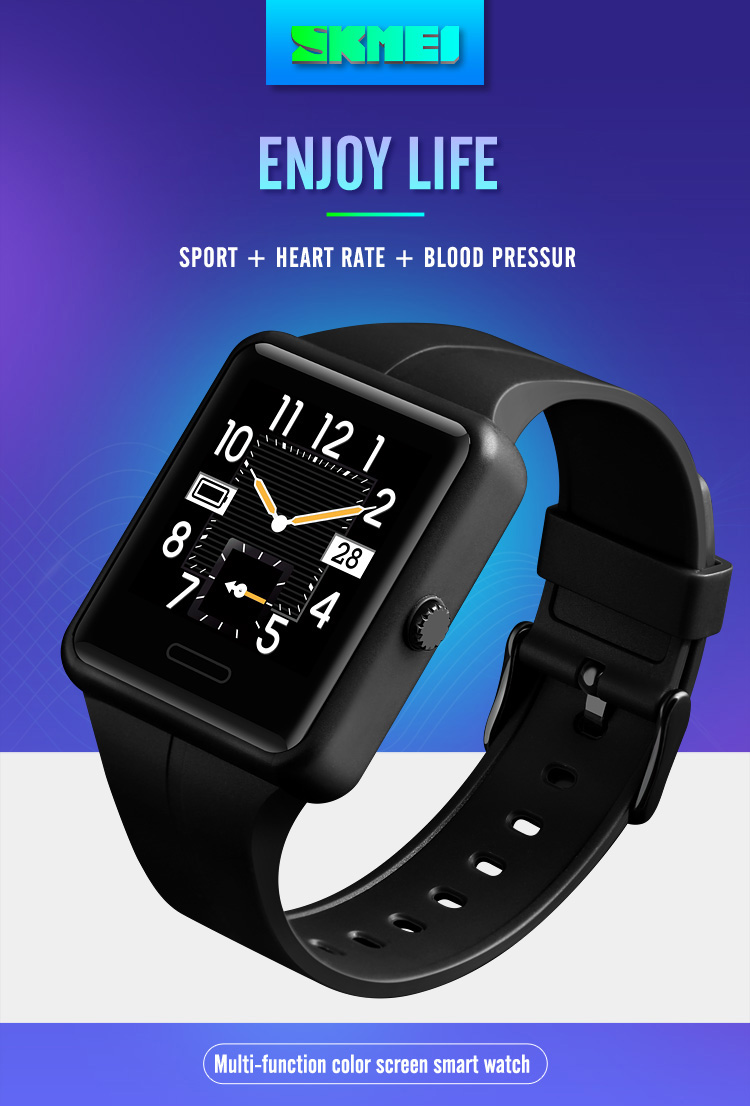 SKMEI
ENJOY LIFE
SPORT + HEART RATE + BLOOD PRESSUR
11 12 1
10 2
8 28
7 5 4
Multi-function color screen smart watch